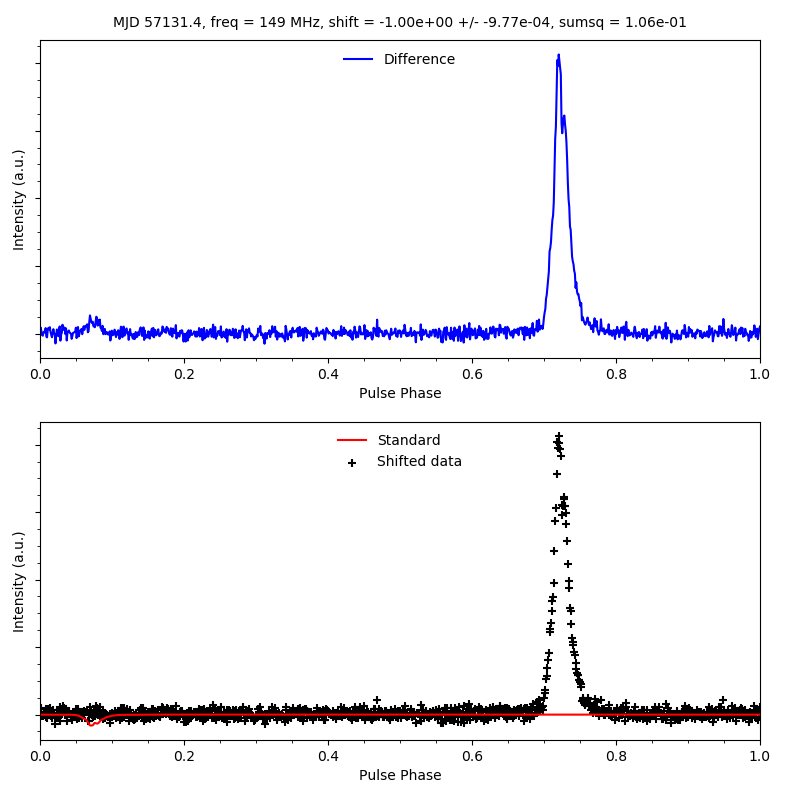 MJD 57131.4, freq = 149 MHz, shift = -1.00e+00 +/- -9.77e-04, sumsq = 1.06e-01
Difference
Intensity (a.u.)
0.0 0.2 0.4 0.6 0.8 1.0
Pulse Phase
Standard
Shifted data
Intensity (a.u.)
0.0 0.2 0.4 0.6 0.8 1.0
Pulse Phase